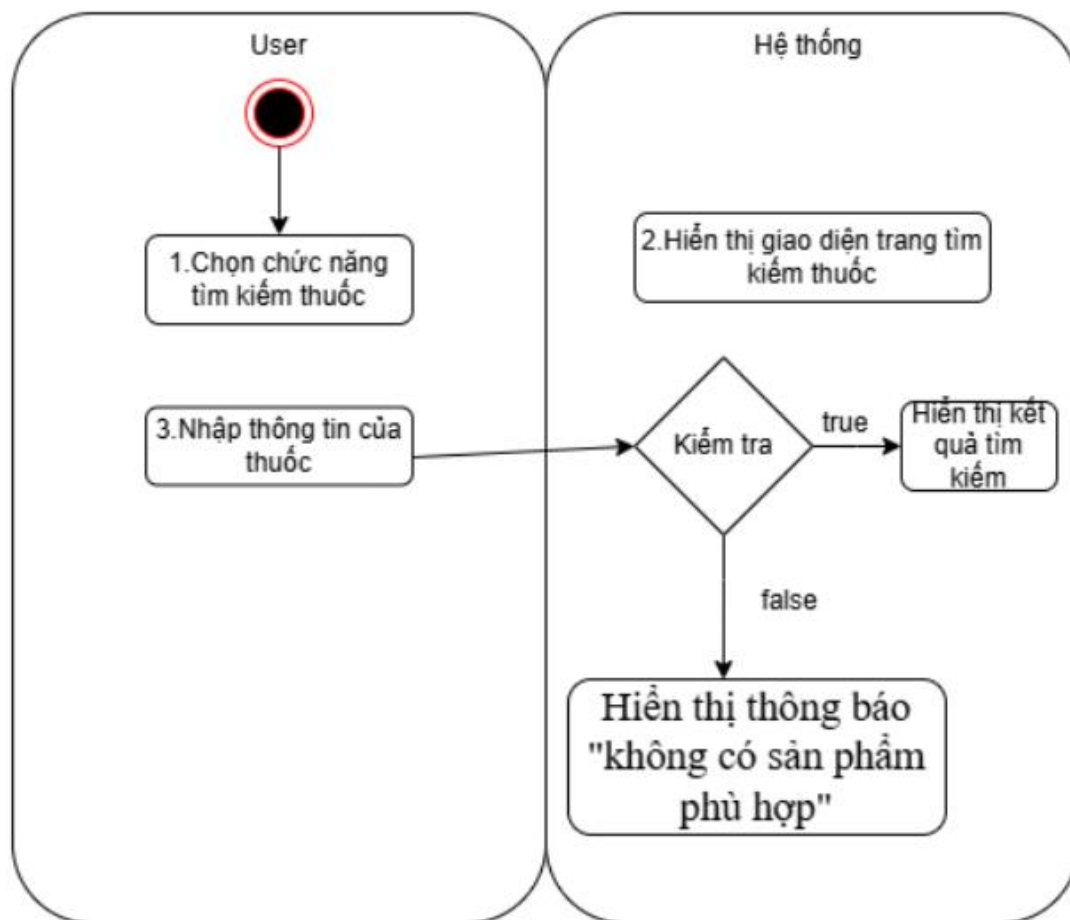 User
Hệ thống
1.Chọn chức năng
tìm kiếm thuốc
2.Hiển thị giao diện trang tìm
kiếm thuốc
3.Nhập thông tin của
thuốc
Kiểm tra
true
Hiển thị kết
quả tìm
kiếm
false
Hiển thị thông báo
"không có sản phẩm
phù hợp"